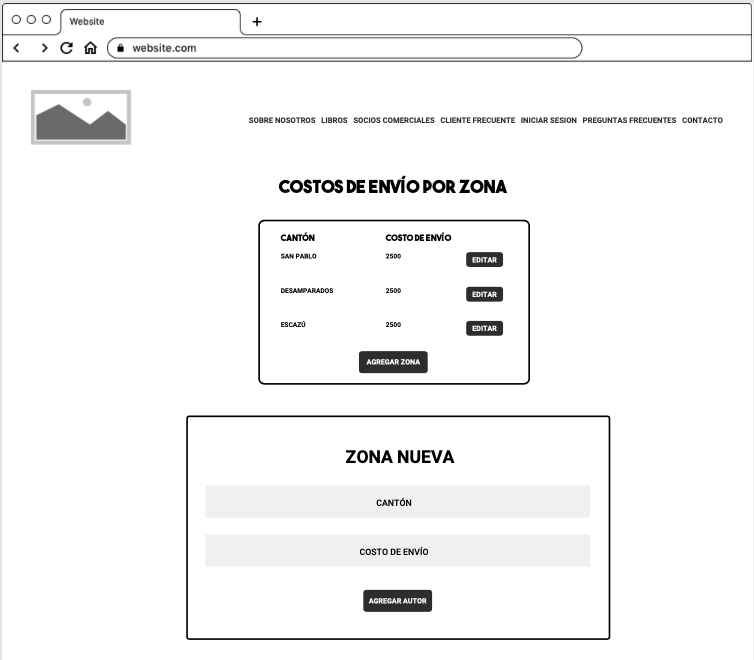 Website
website.com
SOBRE NOSOTROS LIBROS SOCIOS COMERCIALES CLIENTE FRECUENTE INICIAR SESION PREGUNTAS FRECUENTES CONTACTO
COSTOS DE ENVÍO POR ZONA
CANTÓN COSTO DE ENVÍO
SAN PABLO 2500 EDITAR
DESAMPARADOS 2500 EDITAR
ESCAZÚ 2500 EDITAR
AGREGAR ZONA
ZONA NUEVA
CANTÓN
COSTO DE ENVÍO
AGREGAR AUTOR